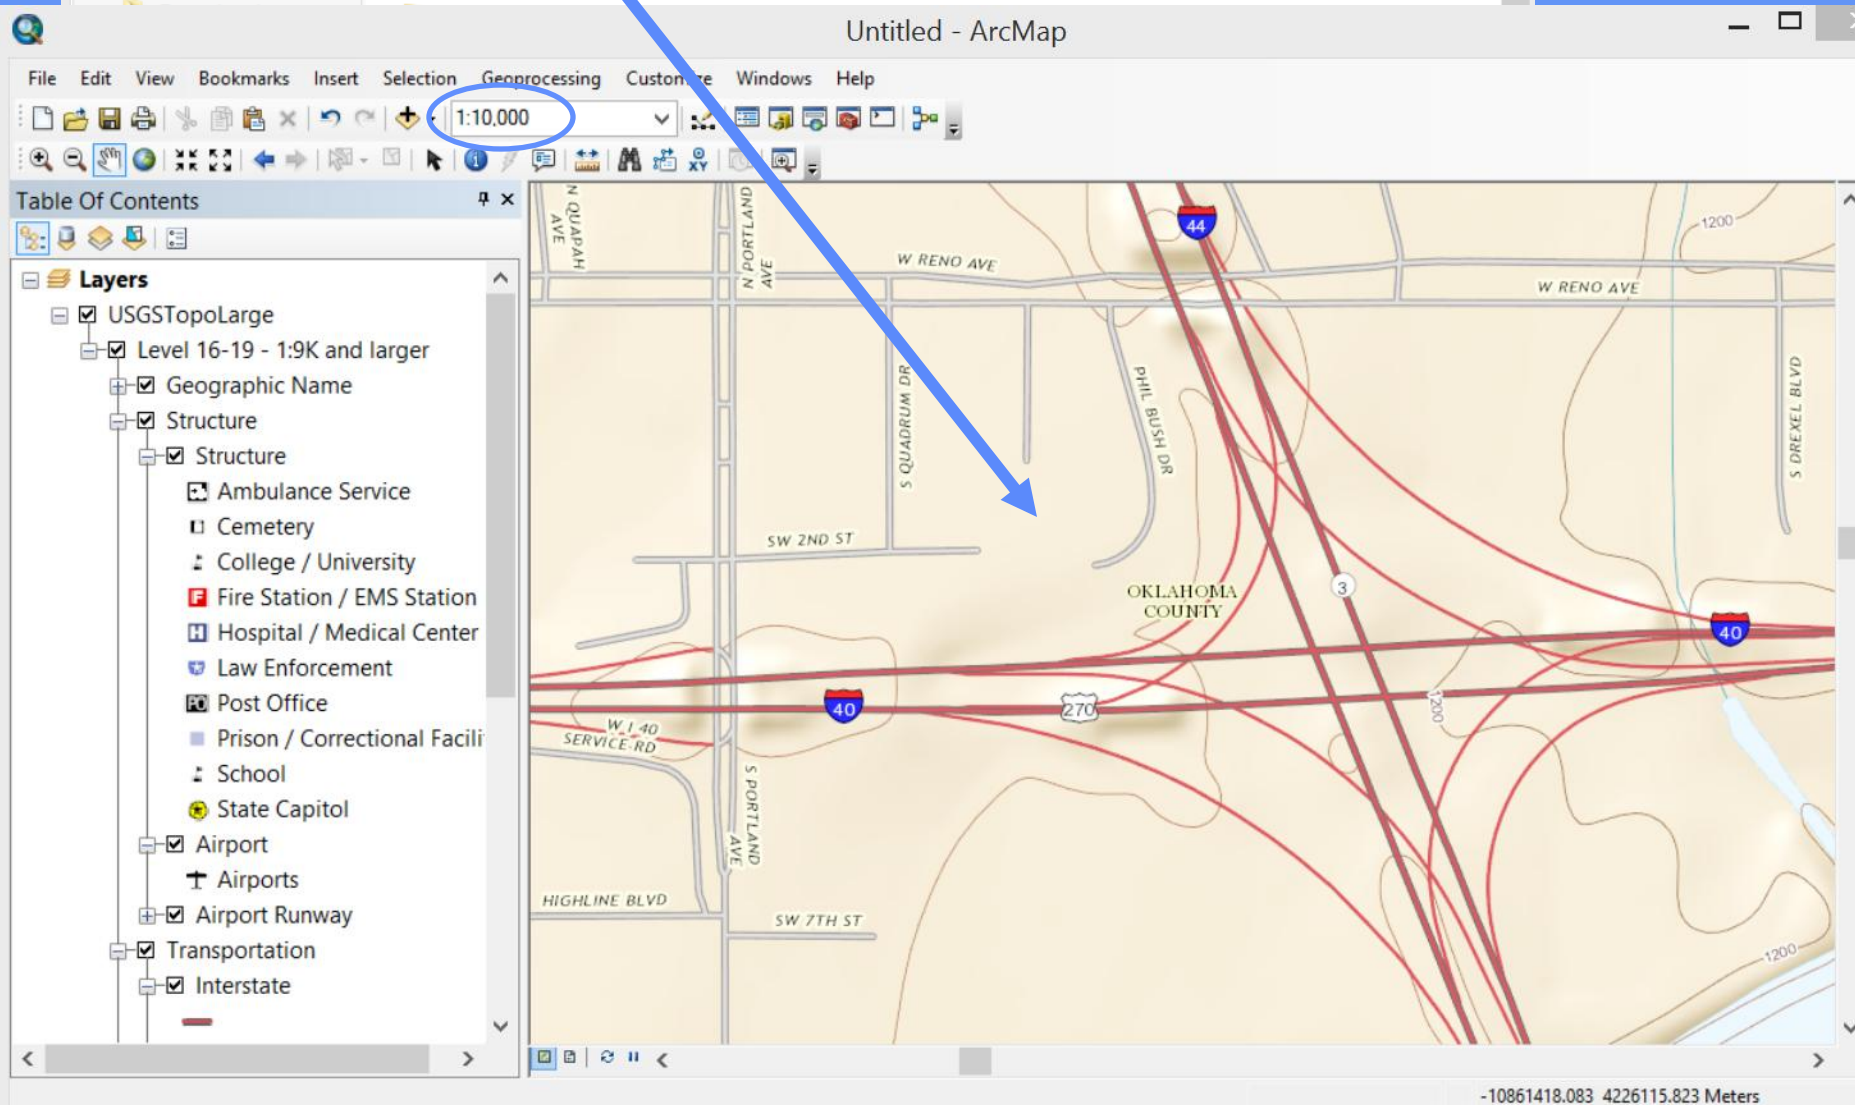 Untitled - ArcMap
File Edit View Bookmarks Insert Selection Geoprocessing Customize Windows Help
1:10,000
XY
Table Of Contents
Layers
USGSTopoLarge
Level 16-19 - 1:9K and larger
Geographic Name
Structure
Structure
Ambulance Service
Cemetery
College / University
F Fire Station / EMS Station
H Hospital / Medical Center
Law Enforcement
PO Post Office
Prison / Correctional Facili
School
State Capitol
Airport
Airports
Airport Runway
Transportation
Interstate
N QUAPAH
AVE
N PORTLAND
AVE
44
1200
W RENO AVE
W RENO AVE
S QUADRUM DR
PHIL BUSH DR
S DREXEL BLVD
SW 2ND ST
OKLAHOMA
COUNTY
3
40
40
270
1200
W I 40
SERVICE RD
S PORTLAND
AVE
HIGHLINE BLVD
SW 7TH ST
1200
-10861418.083 4226115.823 Meters